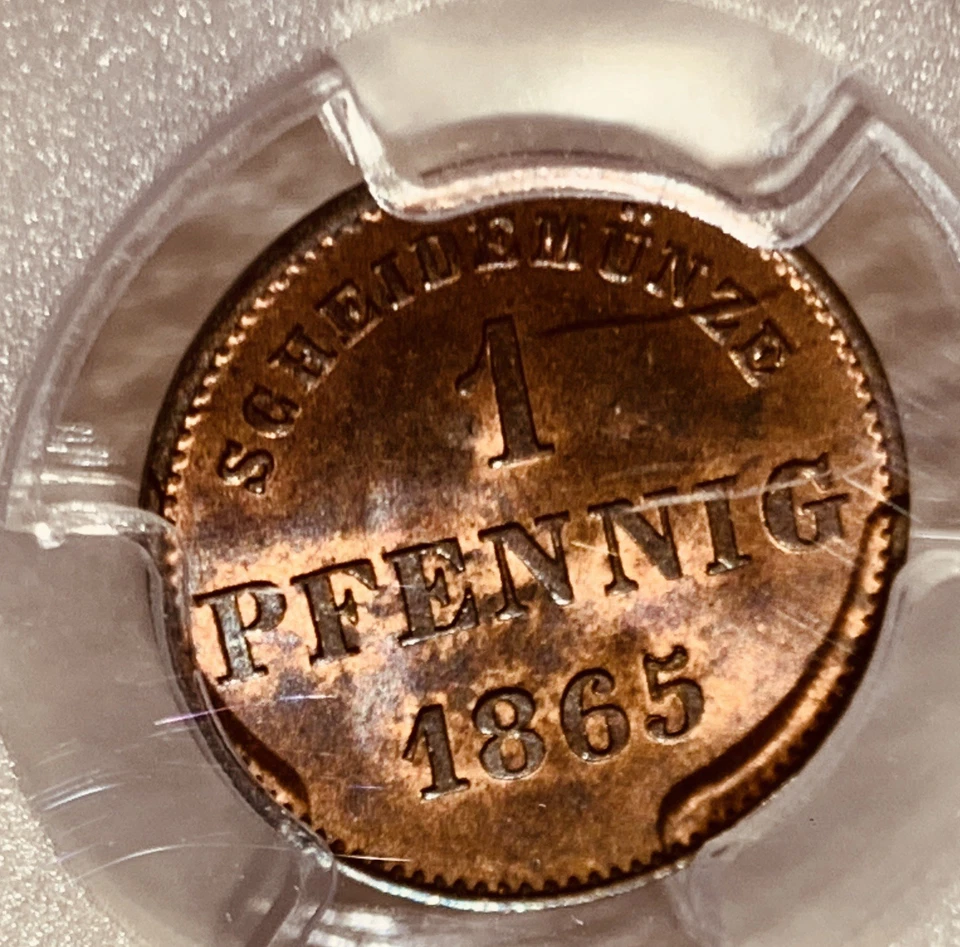 SCHEIDEMÜNZE
1
PFENNIG
1865